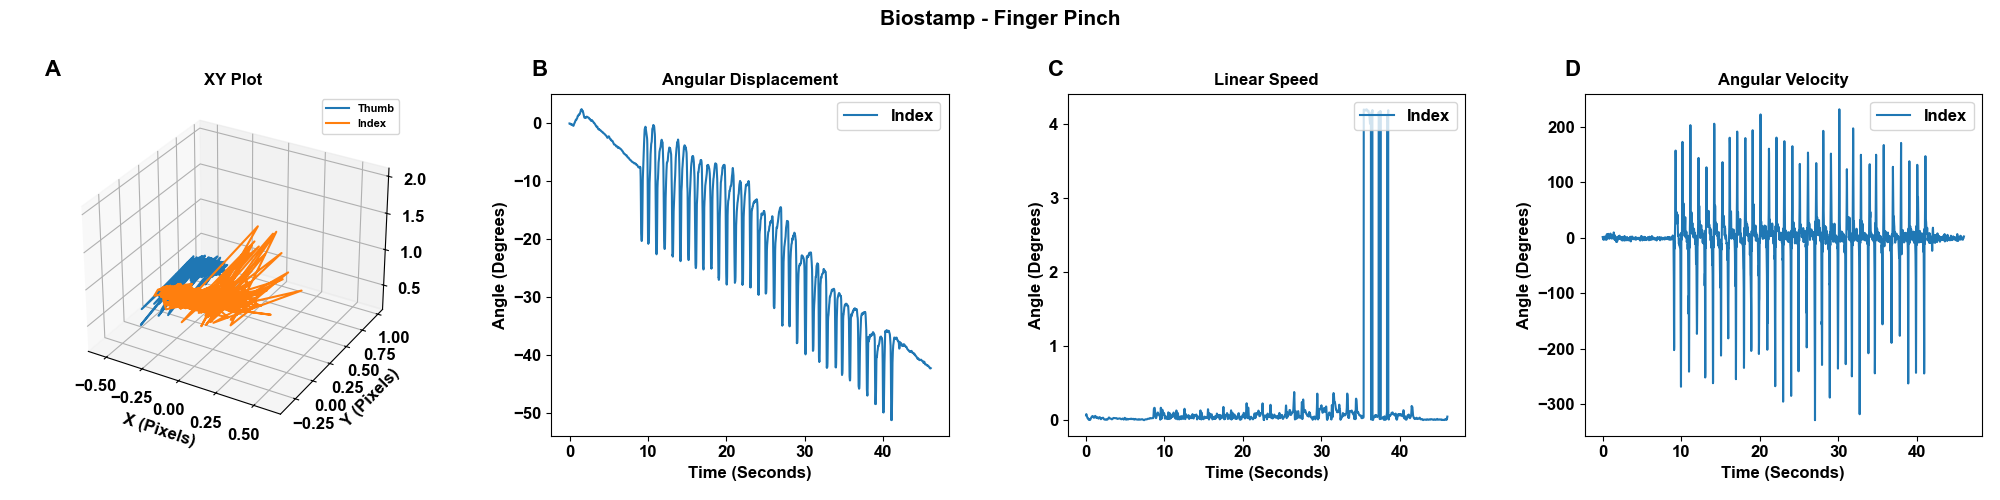 Biostamp - Finger Pinch
A
XY Plot
Thumb
Index
2.0
1.5
1.0
0.5
1.00
0.75
0.50
0.25
0.00
−0.25
Y (Pixels)
−0.50
−0.25
0.00
0.25
0.50
X (Pixels)
B
Angular Displacement
Index
0
−10
−20
−30
−40
−50
Angle (Degrees)
0 10 20 30 40
Time (Seconds)
C
Linear Speed
Index
4
3
2
1
0
Angle (Degrees)
0 10 20 30 40
Time (Seconds)
D
Angular Velocity
Index
200
100
0
−100
−200
−300
Angle (Degrees)
0 10 20 30 40
Time (Seconds)